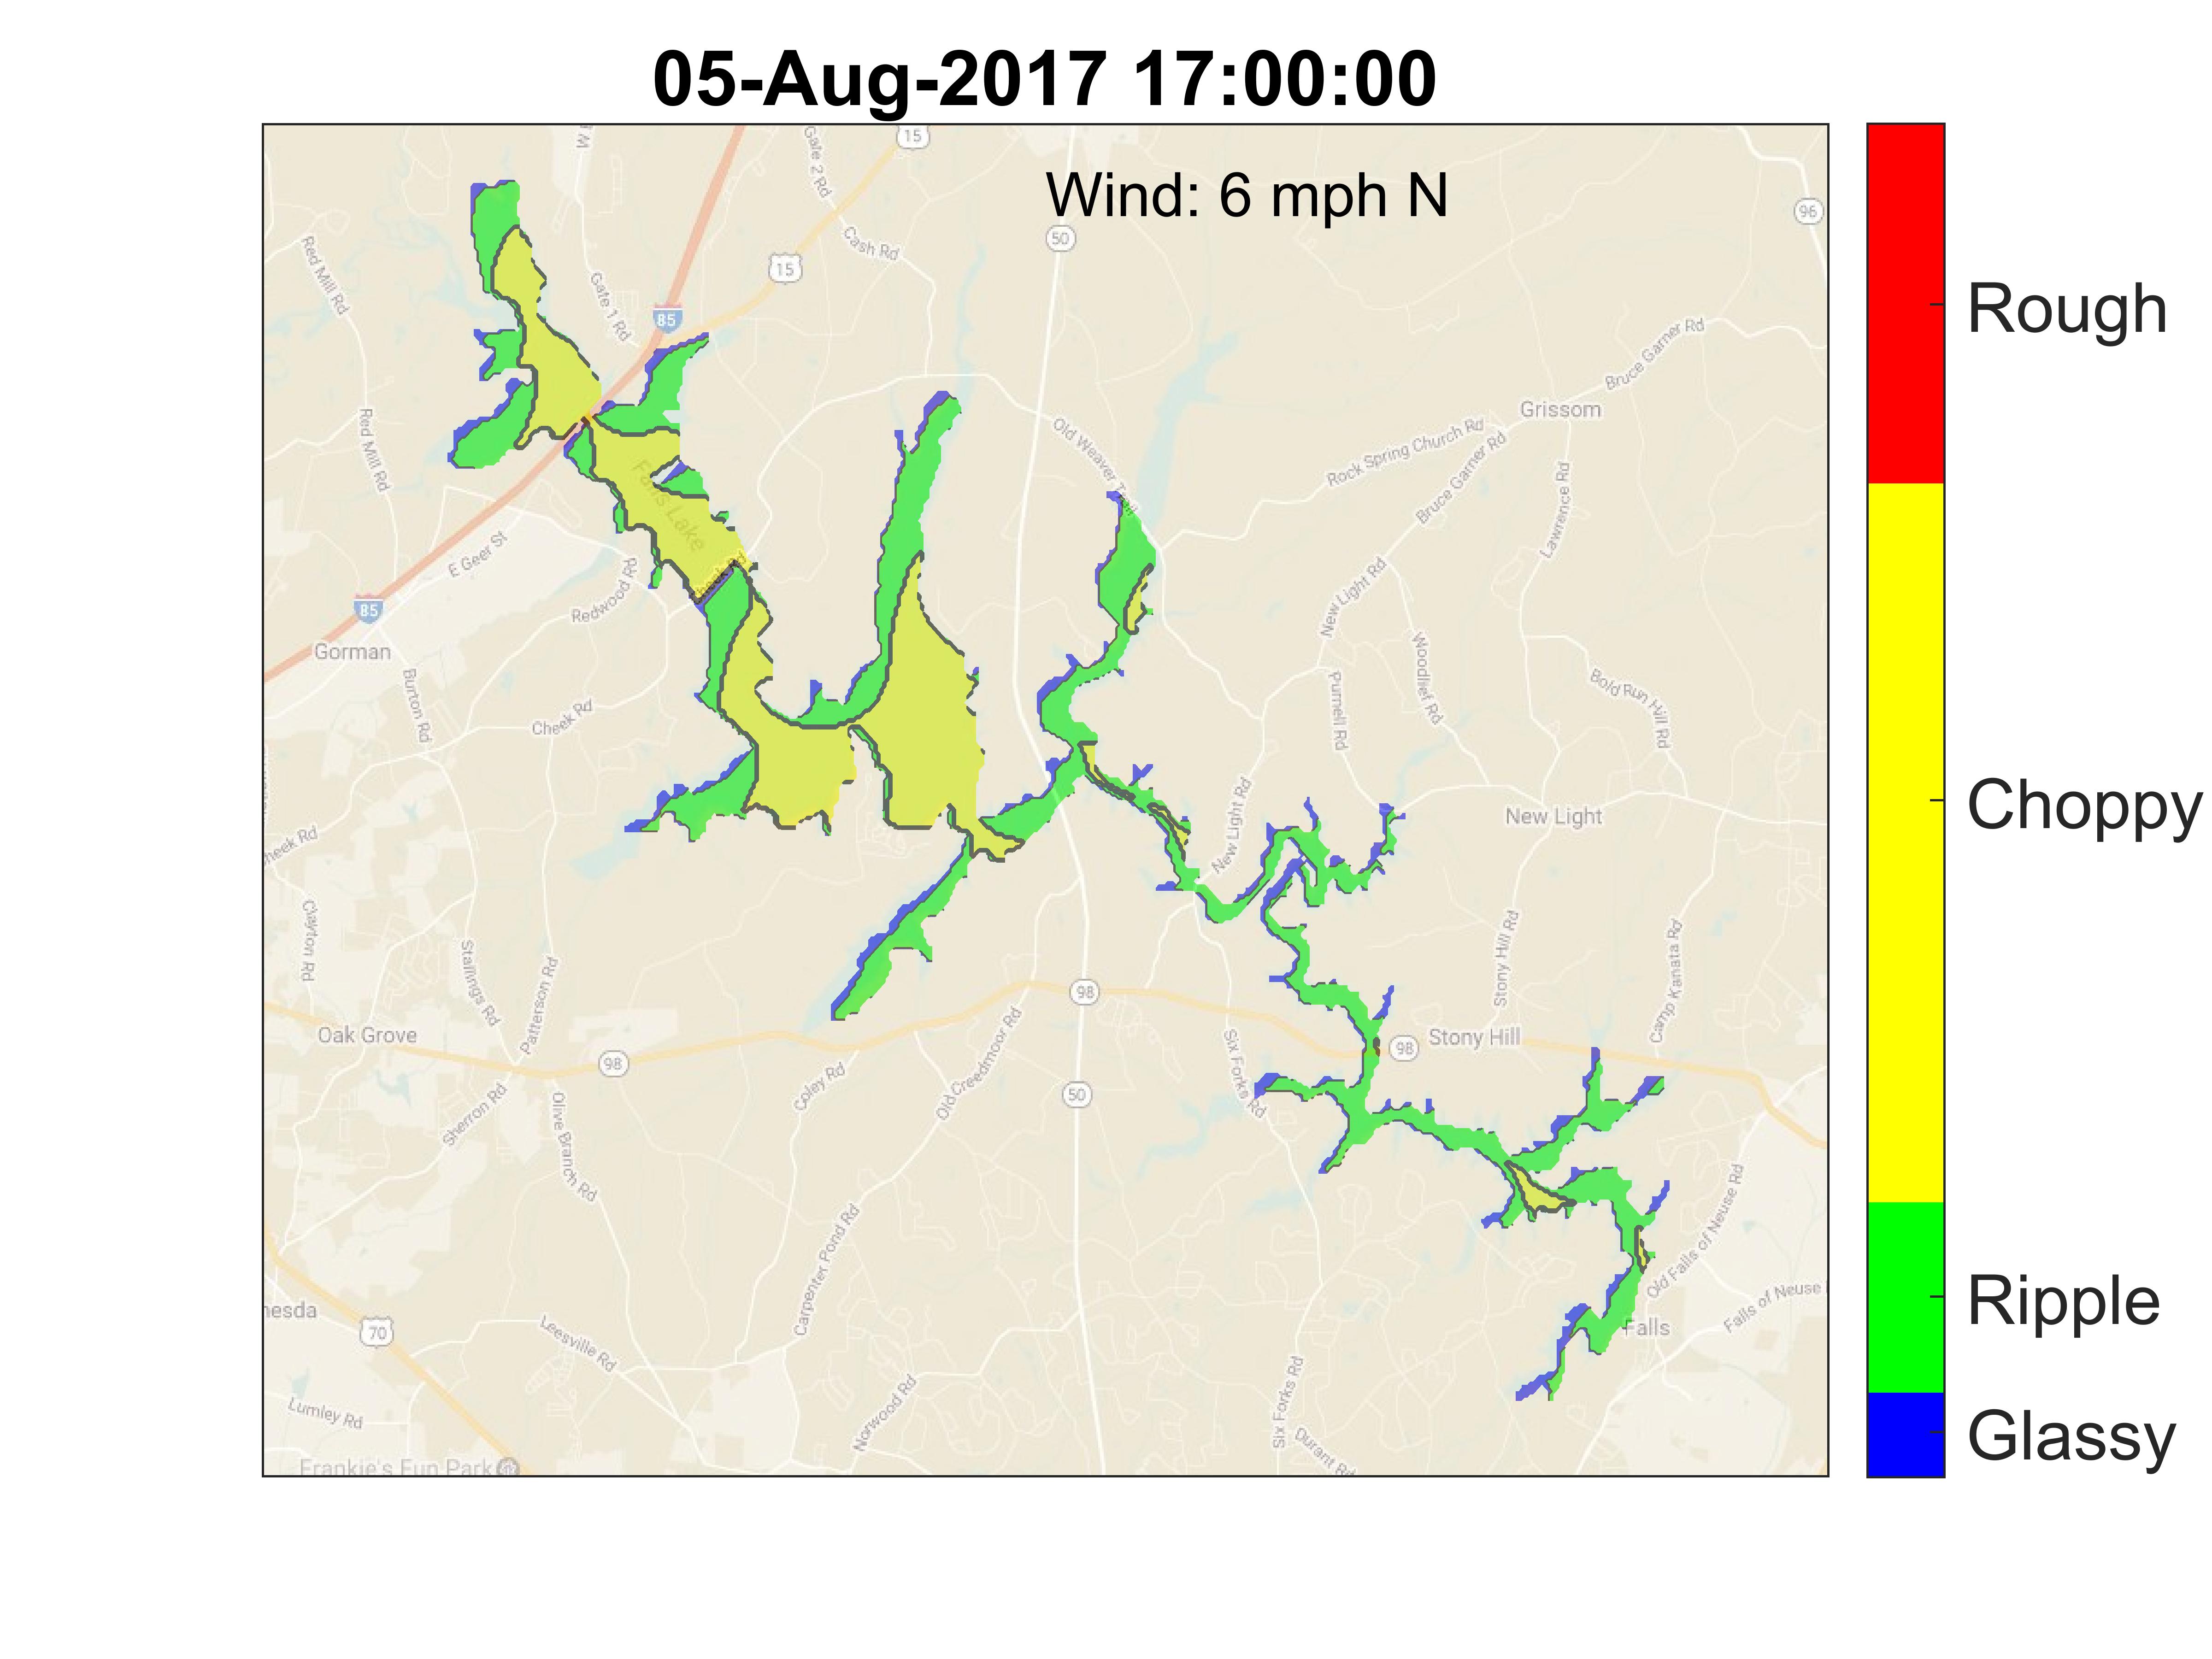 05-Aug-2017 17:00:00
Wind: 6 mph N
15
Gate 2 Rd
50
96
Cash Rd
15
Red Mill Rd
Gate 1 Rd
85
Bruce Garner Rd
Grissom
Rough
Red Mill Rd
Old Weaver Trail
Rock Spring Church Rd
Bruce Garner Rd
Lawrence Rd
Falls Lake
E Geer St
Redwood Rd
New Light Rd
85
Gorman
Burton Rd
Cheek Rd
Purnell Rd
Woodlief Rd
Bold Run Hill Rd
New Light Rd
New Light
Choppy
heek Rd
Clayton Rd
Stallings Rd
Patterson Rd
Stony Hill Rd
Camp Kanata Rd
98
Oak Grove
98
98
Stony Hill
Sherron Rd
Olive Branch Rd
Coley Rd
Old Creedmoor Rd
50
Six Forks Rd
Carpenter Pond Rd
Old Falls of Neuse Rd
Falls of Neuse
nesda
70
Leesville Rd
Falls
Ripple
Lumley Rd
Norwood Rd
Six Forks Rd
Durant Rd
Glassy
Frankie's Fun Park